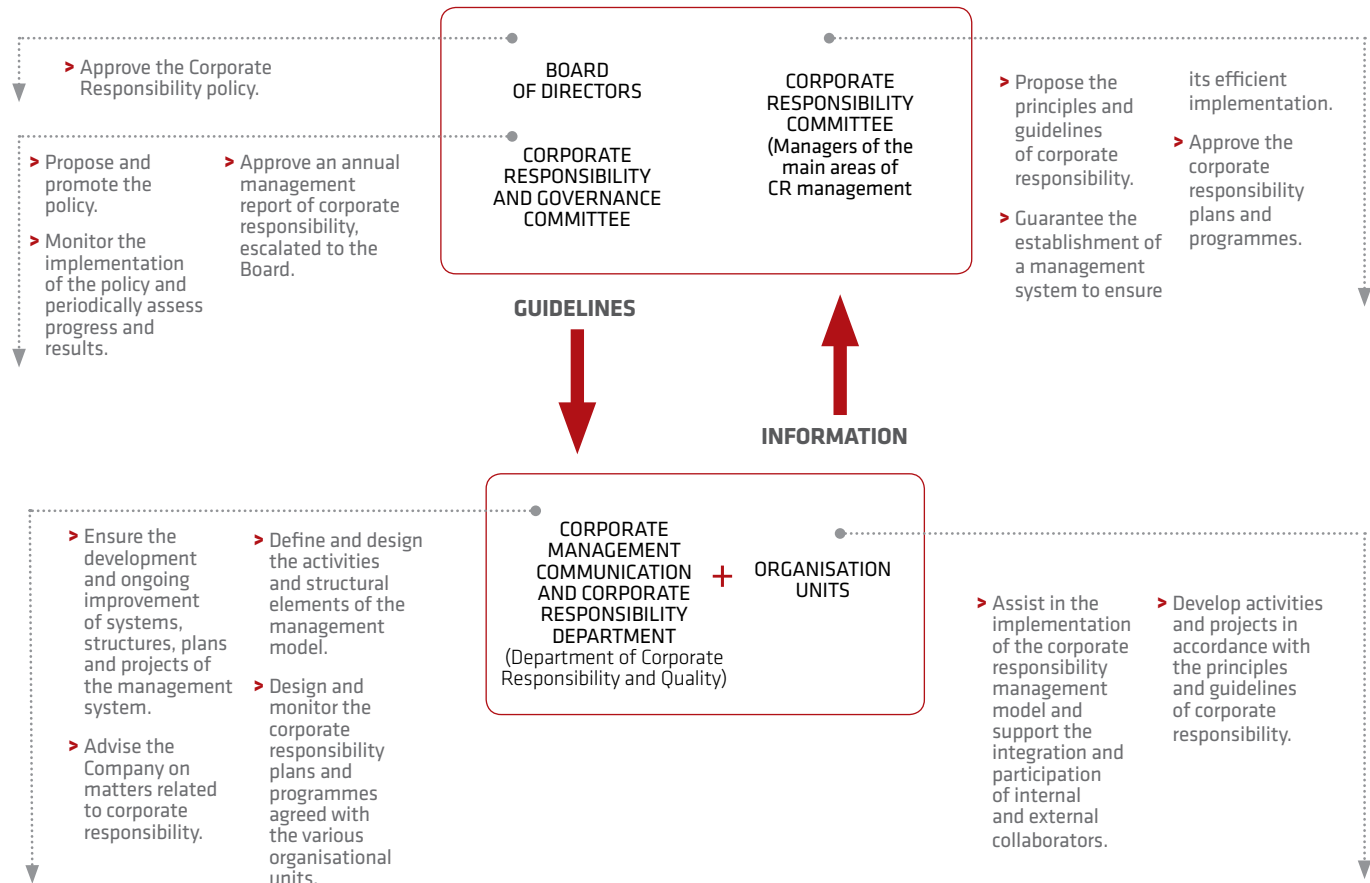 > Approve the Corporate
Responsibility policy.
BOARD
OF DIRECTORS
> Propose and
promote the
policy.
> Monitor the
implementation
of the policy and
periodically assess
progress and
results.
> Approve an annual
management
report of corporate
responsibility,
escalated to the
Board.
CORPORATE
RESPONSIBILITY
AND GOVERNANCE
COMMITTEE
CORPORATE
RESPONSIBILITY
COMMITTEE
(Managers of the
main areas of
CR management
> Propose the
principles and
guidelines
of corporate
responsibility.
> Guarantee the
establishment of
a management
system to ensure
its efficient
implementation.
> Approve the
corporate
responsibility
plans and
programmes.
GUIDELINES
INFORMATION
> Ensure the
development
and ongoing
improvement
of systems,
structures, plans
and projects of
the management
system.
> Advise the
Company on
matters related
to corporate
responsibility.
> Define and design
the activities
and structural
elements of the
management
model.
> Design and
monitor the
corporate
responsibility
plans and
programmes
agreed with
the various
organisational
units.
CORPORATE
MANAGEMENT
COMMUNICATION
AND CORPORATE
RESPONSIBILITY
DEPARTMENT
(Department of Corporate
Responsibility and Quality)
+
ORGANISATION
UNITS
> Assist in the
implementation
of the corporate
responsibility
management
model and
support the
integration and
participation
of internal
and external
collaborators.
> Develop activities
and projects in
accordance with
the principles
and guidelines
of corporate
responsibility.